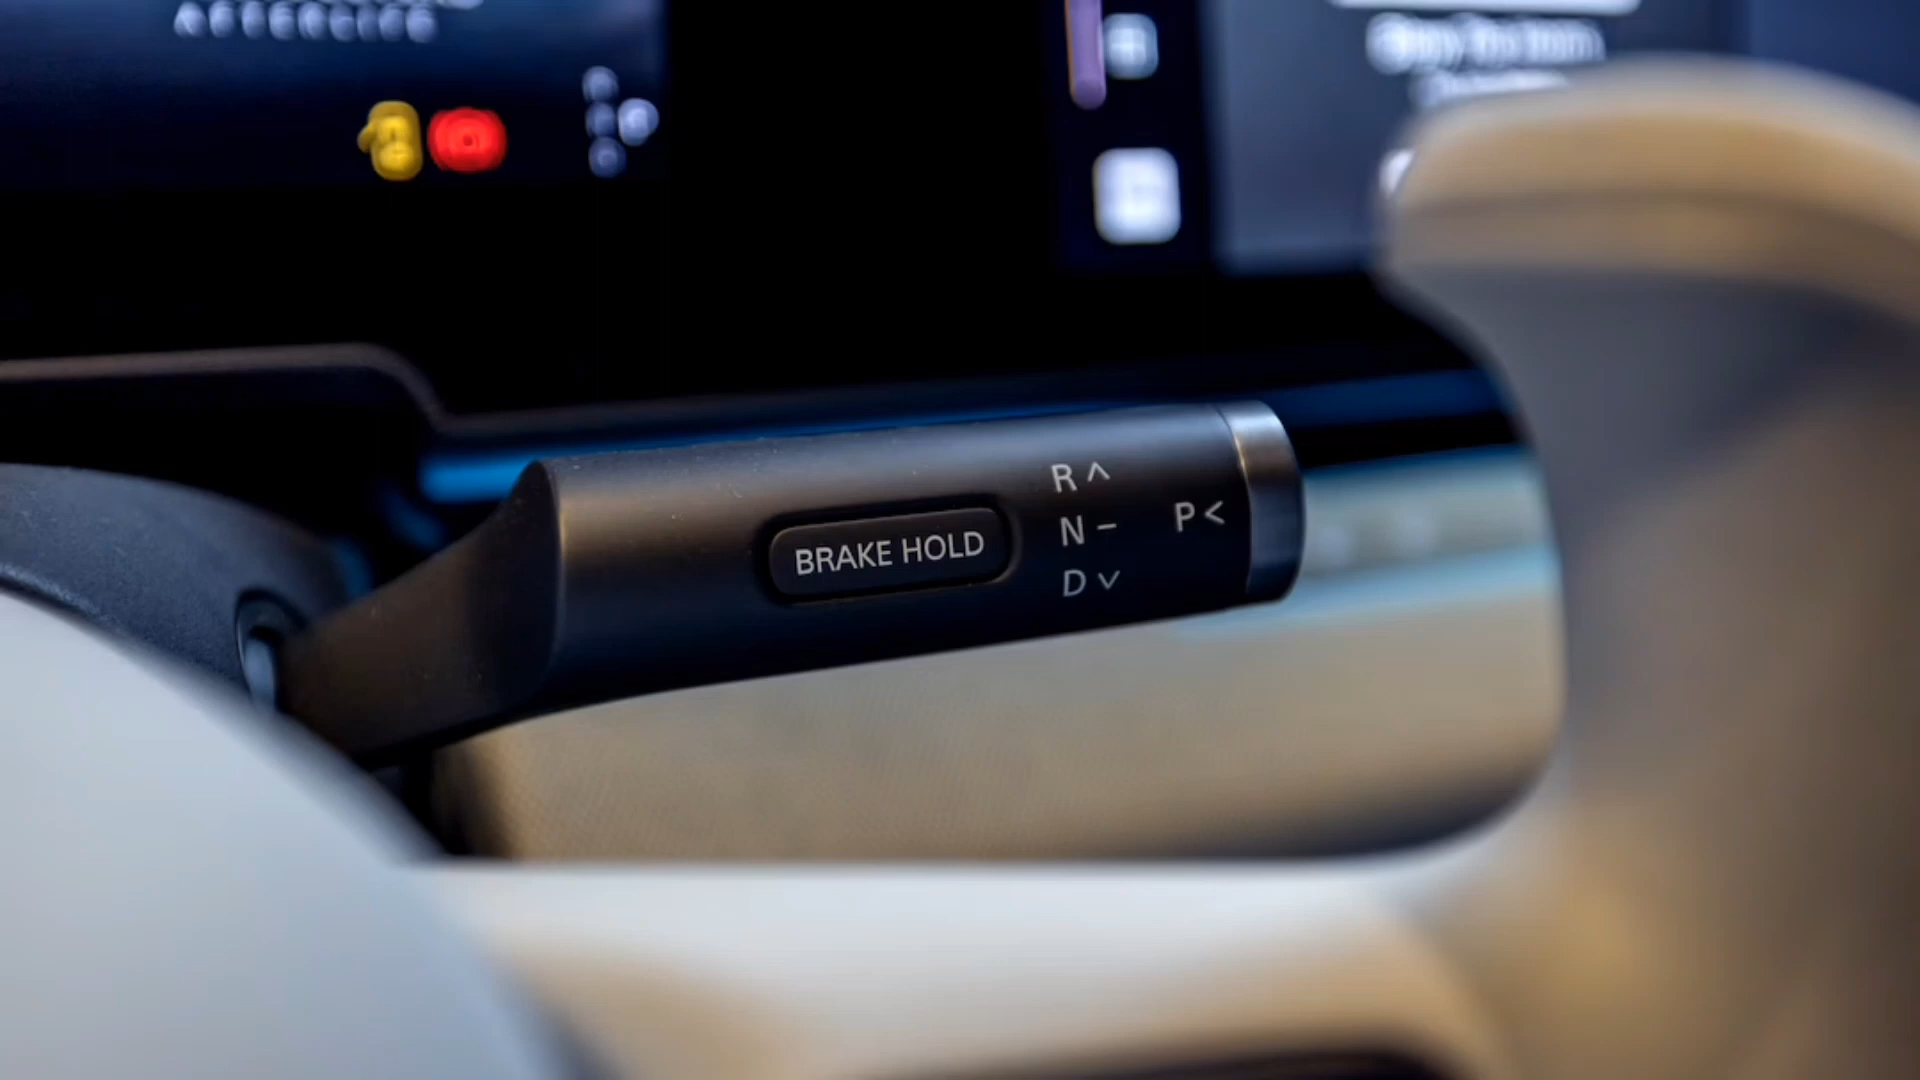 R ^
N – P <
BRAKE HOLD
D v